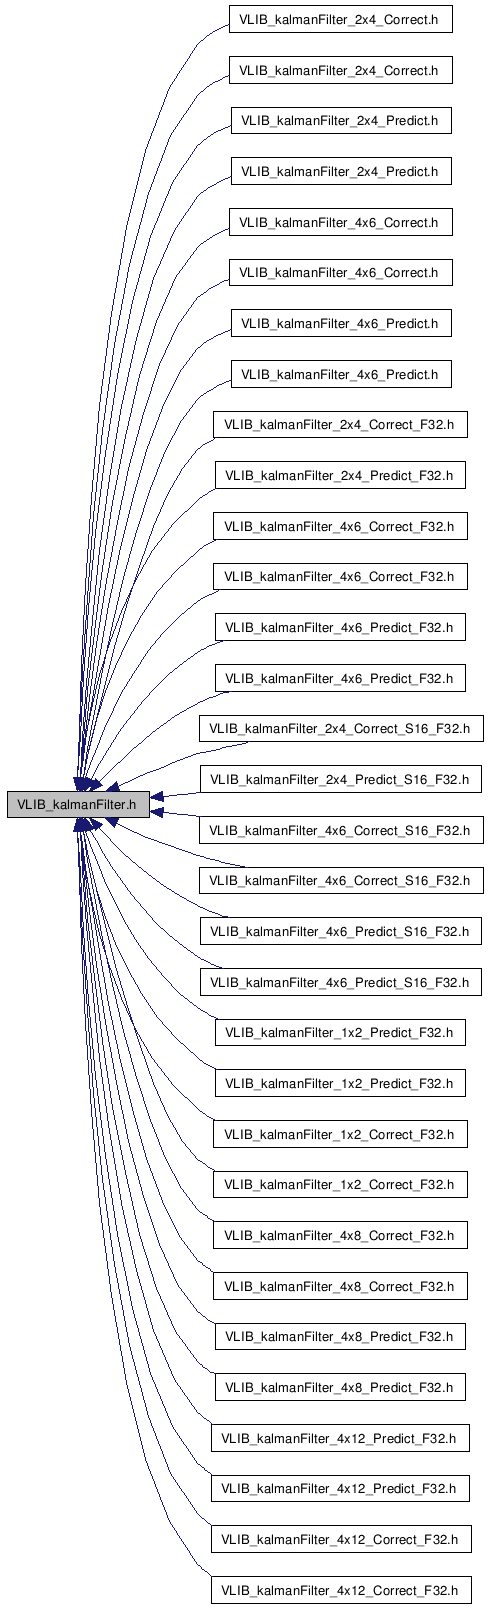 VLIB_kalmanFilter_2x4_Correct.h
VLIB_kalmanFilter_2x4_Correct.h
VLIB_kalmanFilter_2x4_Predict.h
VLIB_kalmanFilter_2x4_Predict.h
VLIB_kalmanFilter_4x6_Correct.h
VLIB_kalmanFilter_4x6_Correct.h
VLIB_kalmanFilter_4x6_Predict.h
VLIB_kalmanFilter_4x6_Predict.h
VLIB_kalmanFilter_2x4_Correct_F32.h
VLIB_kalmanFilter_2x4_Predict_F32.h
VLIB_kalmanFilter_4x6_Correct_F32.h
VLIB_kalmanFilter_4x6_Correct_F32.h
VLIB_kalmanFilter_4x6_Predict_F32.h
VLIB_kalmanFilter_4x6_Predict_F32.h
VLIB_kalmanFilter_2x4_Correct_S16_F32.h
VLIB_kalmanFilter_2x4_Predict_S16_F32.h
VLIB_kalmanFilter.h
VLIB_kalmanFilter_4x6_Correct_S16_F32.h
VLIB_kalmanFilter_4x6_Correct_S16_F32.h
VLIB_kalmanFilter_4x6_Predict_S16_F32.h
VLIB_kalmanFilter_4x6_Predict_S16_F32.h
VLIB_kalmanFilter_1x2_Predict_F32.h
VLIB_kalmanFilter_1x2_Predict_F32.h
VLIB_kalmanFilter_1x2_Correct_F32.h
VLIB_kalmanFilter_1x2_Correct_F32.h
VLIB_kalmanFilter_4x8_Correct_F32.h
VLIB_kalmanFilter_4x8_Correct_F32.h
VLIB_kalmanFilter_4x8_Predict_F32.h
VLIB_kalmanFilter_4x8_Predict_F32.h
VLIB_kalmanFilter_4x12_Predict_F32.h
VLIB_kalmanFilter_4x12_Predict_F32.h
VLIB_kalmanFilter_4x12_Correct_F32.h
VLIB_kalmanFilter_4x12_Correct_F32.h